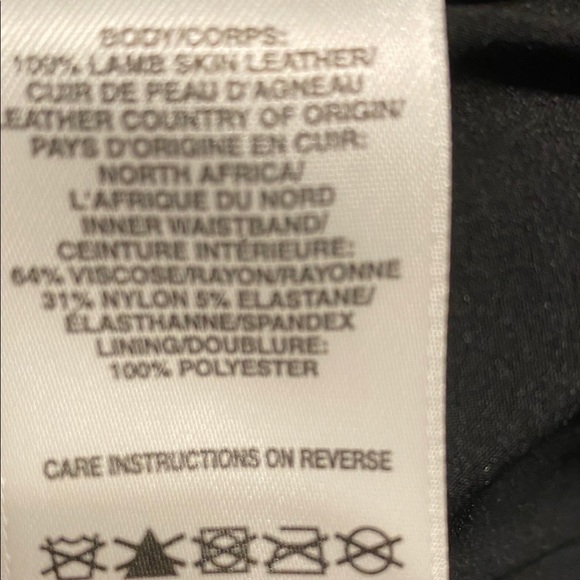 BODY/CORPS:
100% LAMB SKIN LEATHER/
CUIR DE PEAU D'AGNEAU
LEATHER COUNTRY OF ORIGIN/
PAYS D'ORIGINE EN CUIR:
NORTH AFRICA/
L'AFRIQUE DU NORD
INNER WAISTBAND/
CEINTURE INTÉRIEURE:
64% VISCOSE/RAYON/RAYONNE
31% NYLON 5% ELASTANE/
ÉLASTHANNE/SPANDEX
LINING/DOUBLURE:
100% POLYESTER
CARE INSTRUCTIONS ON REVERSE